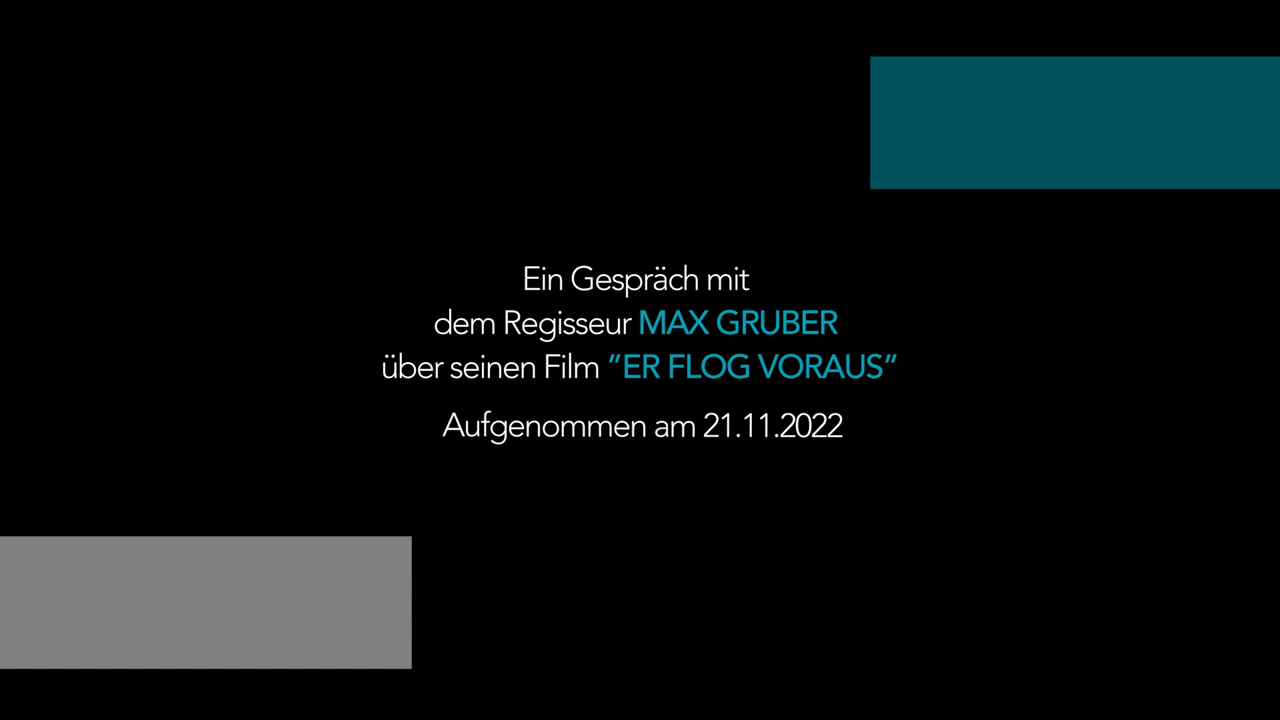 Ein Gespräch mit
dem Regisseur MAX GRUBER
über seinen Film ”ER FLOG VORAUS”
Aufgenommen am 21.11.2022